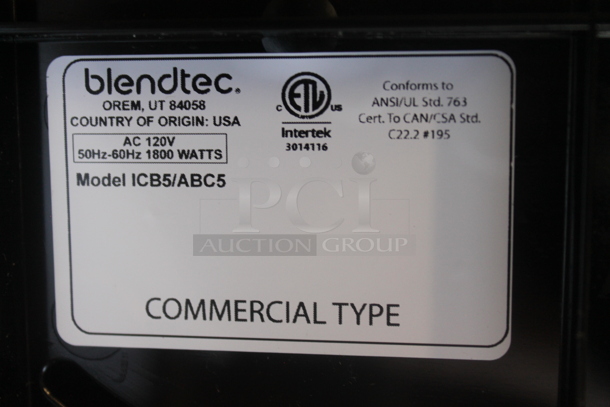 blendtec.
OREM, UT 84058
COUNTRY OF ORIGIN: USA
AC 120V
50Hz-60Hz 1800 WATTS
Model ICB5/ABC5
C ETL US
Intertek
3014116
Conforms to
ANSI/UL Std. 763
Cert. To CAN/CSA Std.
C22.2 #195
PCI
AUCTION GROUP
COMMERCIAL TYPE